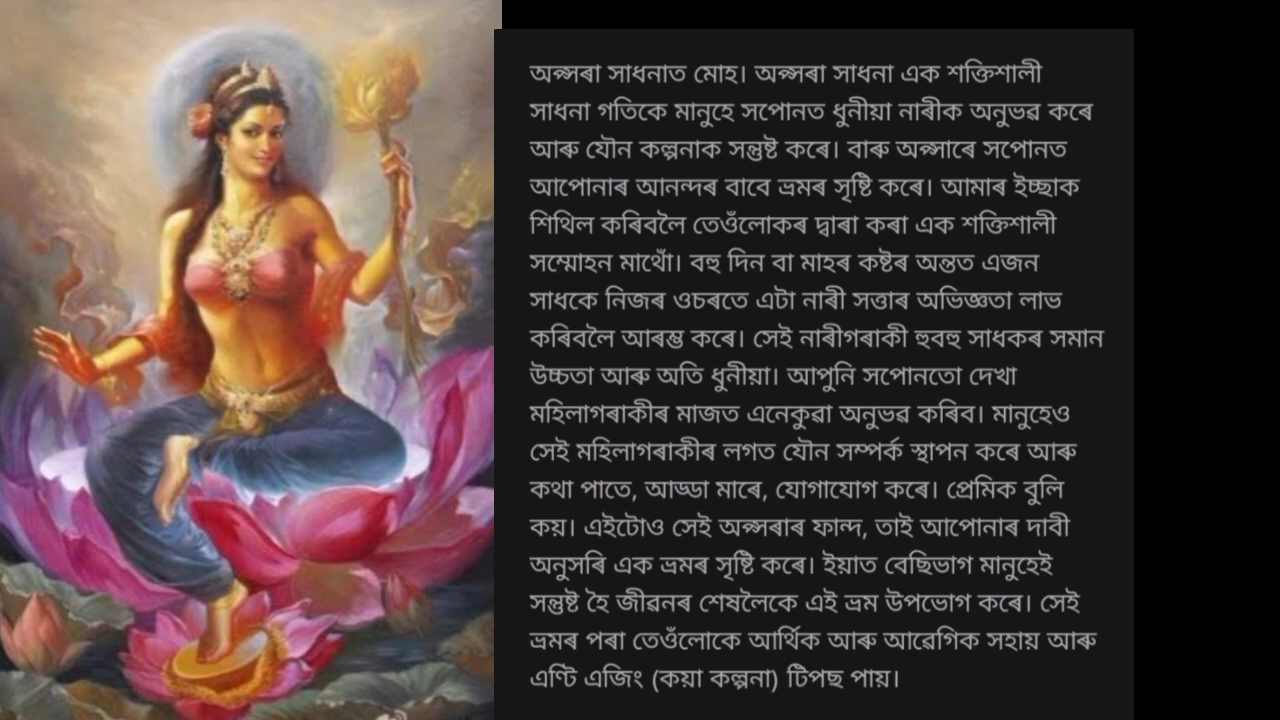 অপ্সৰা সাধনাত মোহ। অপ্সৰা সাধনা এক শক্তিশালী
সাধনা গতিকে মানুহে সপোনত ধুনীয়া নাৰীক অনুভৱ কৰে
আৰু যৌন কল্পনাক সন্তুষ্ট কৰে। বাৰু অপ্সাৰে সপোনত
আপোনাৰ আনন্দৰ বাবে ভ্ৰমৰ সৃষ্টি কৰে। আমাৰ ইচ্ছাক
শিথিল কৰিবলৈ তেওঁলোকৰ দ্বাৰা কৰা এক শক্তিশালী
সম্মোহন মাথোঁ। বহু দিন বা মাহৰ কষ্টৰ অন্তত এজন
সাধকে নিজৰ ওচৰতে এটা নাৰী সত্তাৰ অভিজ্ঞতা লাভ
কৰিবলৈ আৰম্ভ কৰে। সেই নাৰীগৰাকী হুবহু সাধকৰ সমান
উচ্চতা আৰু অতি ধুনীয়া। আপুনি সপোনতো দেখা
মহিলাগৰাকীৰ মাজত এনেকুৱা অনুভৱ কৰিব। মানুহেও
সেই মহিলাগৰাকীৰ লগত যৌন সম্পৰ্ক স্থাপন কৰে আৰু
কথা পাতে, আড্ডা মাৰে, যোগাযোগ কৰে। প্ৰেমিক বুলি
কয়। এইটোও সেই অপ্সৰাৰ ফান্দ, তাই আপোনাৰ দাবী
অনুসৰি এক ভ্ৰমৰ সৃষ্টি কৰে। ইয়াত বেছিভাগ মানুহেই
সন্তুষ্ট হৈ জীৱনৰ শেষলৈকে এই ভ্ৰম উপভোগ কৰে। সেই
ভ্ৰমৰ পৰা তেওঁলোকে আৰ্থিক আৰু আৱেগিক সহায় আৰু
এণ্টি এজিং (কয়া কল্পনা) টিপছ পায়।